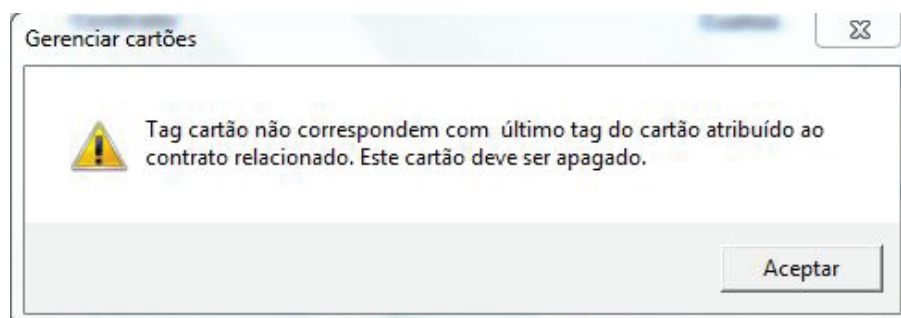 Gerenciar cartões
Tag cartão não correspondem com  último tag do cartão atribuído ao
contrato relacionado. Este cartão deve ser apagado.
Aceptar